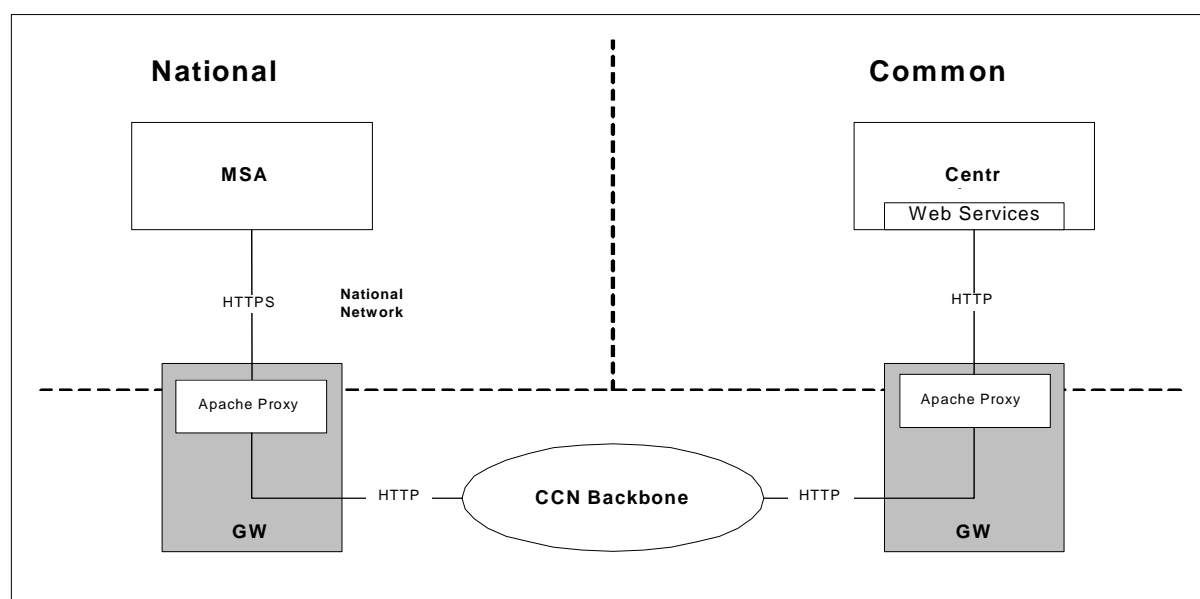 National
Common
MSA
Centr
Web Services
HTTPS
National
Network
HTTP
Apache Proxy
Apache Proxy
HTTP
CCN Backbone
HTTP
GW
GW